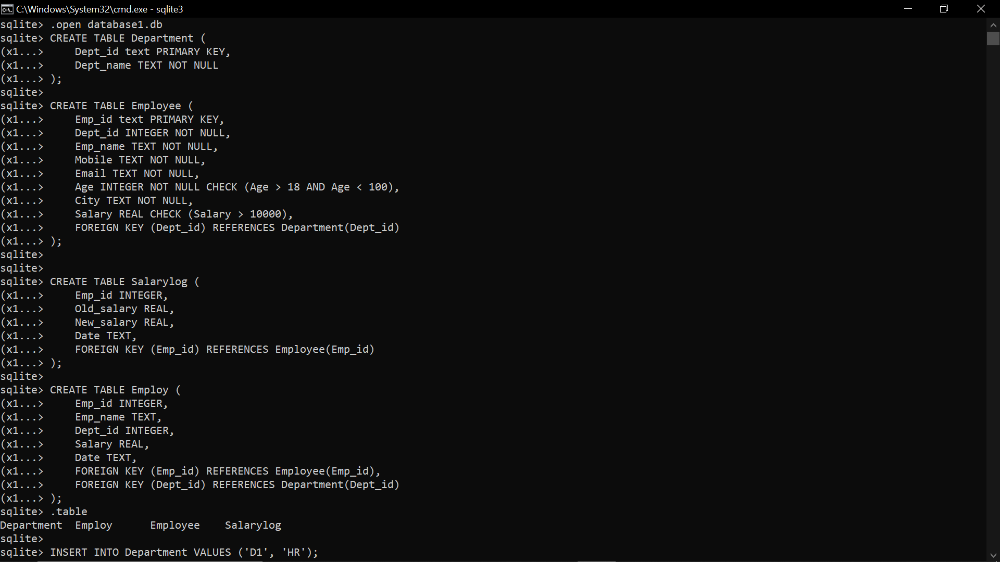 C:\Windows\System32\cmd.exe - sqlite3
sqlite> .open database1.db
sqlite> CREATE TABLE Department (
(x1...>     Dept_id text PRIMARY KEY,
(x1...>     Dept_name TEXT NOT NULL
(x1...> );
sqlite>
sqlite> CREATE TABLE Employee (
(x1...>     Emp_id text PRIMARY KEY,
(x1...>     Dept_id INTEGER NOT NULL,
(x1...>     Emp_name TEXT NOT NULL,
(x1...>     Mobile TEXT NOT NULL,
(x1...>     Email TEXT NOT NULL,
(x1...>     Age INTEGER NOT NULL CHECK (Age > 18 AND Age < 100),
(x1...>     City TEXT NOT NULL,
(x1...>     Salary REAL CHECK (Salary > 10000),
(x1...>     FOREIGN KEY (Dept_id) REFERENCES Department(Dept_id)
(x1...> );
sqlite>
sqlite>
sqlite> CREATE TABLE Salarylog (
(x1...>     Emp_id INTEGER,
(x1...>     Old_salary REAL,
(x1...>     New_salary REAL,
(x1...>     Date TEXT,
(x1...>     FOREIGN KEY (Emp_id) REFERENCES Employee(Emp_id)
(x1...> );
sqlite>
sqlite> CREATE TABLE Employ (
(x1...>     Emp_id INTEGER,
(x1...>     Emp_name TEXT,
(x1...>     Dept_id INTEGER,
(x1...>     Salary REAL,
(x1...>     Date TEXT,
(x1...>     FOREIGN KEY (Emp_id) REFERENCES Employee(Emp_id),
(x1...>     FOREIGN KEY (Dept_id) REFERENCES Department(Dept_id)
(x1...> );
sqlite> .table
Department  Employ      Employee    Salarylog
sqlite>
sqlite> INSERT INTO Department VALUES ('D1', 'HR');